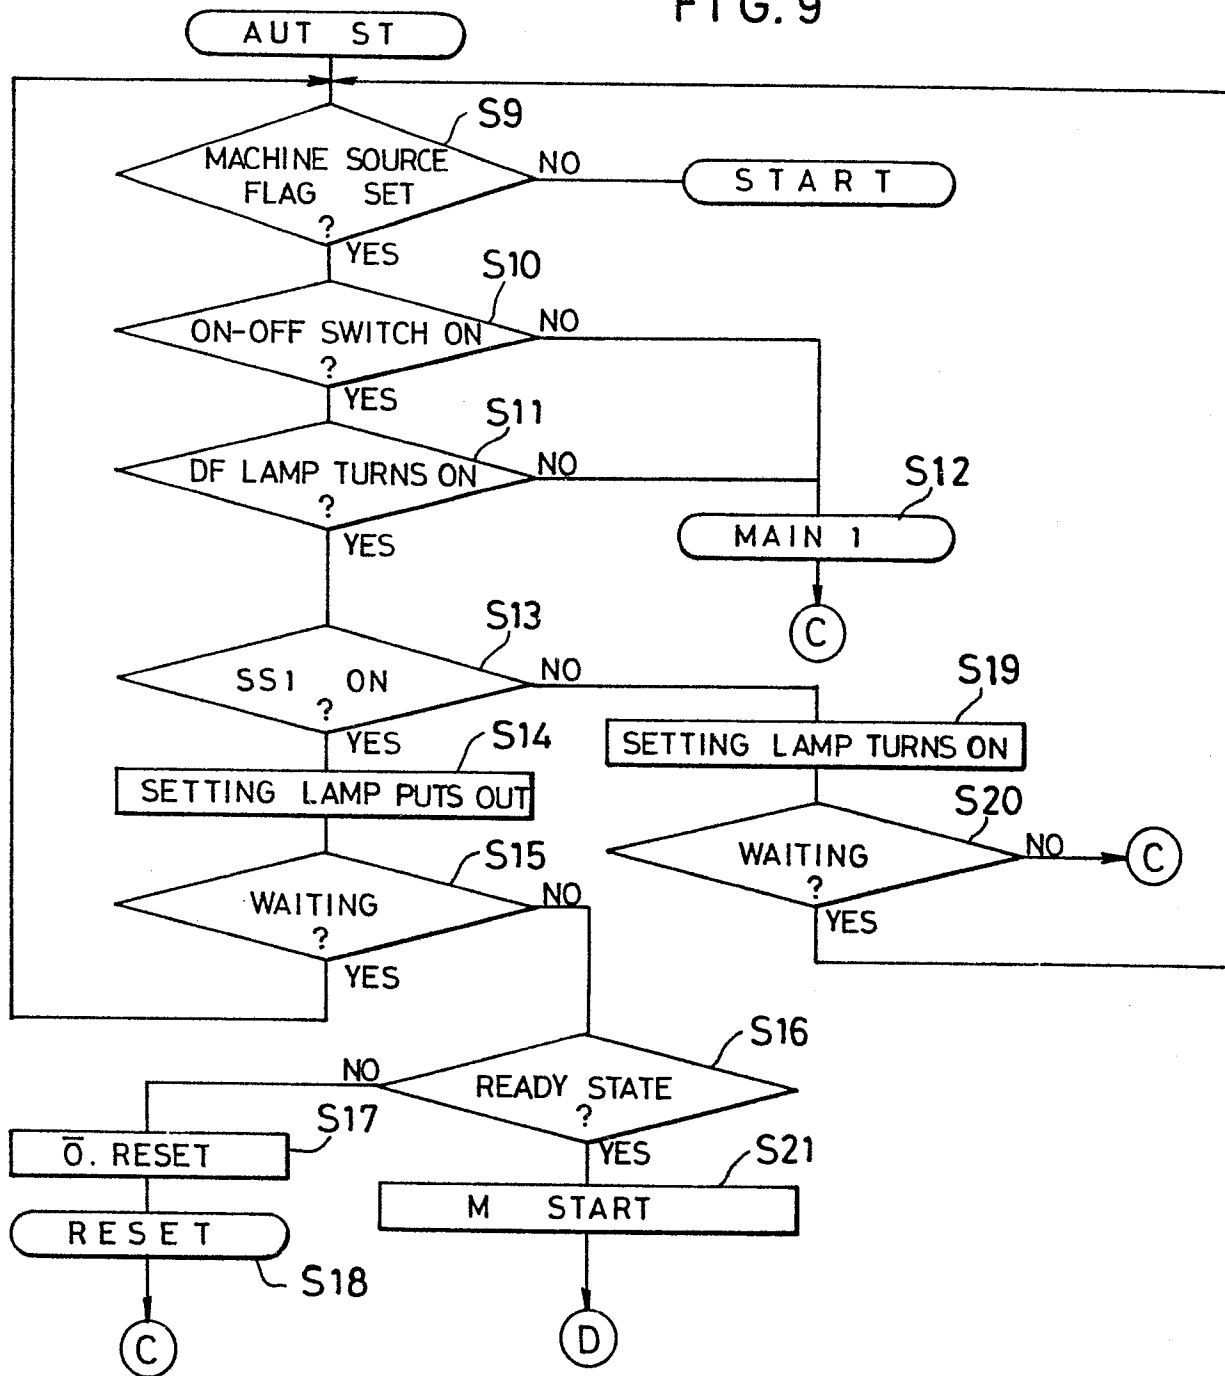 FIG. 9
AUT ST
S9
MACHINE SOURCE
FLAG SET
?
NO
START
YES
S10
ON-OFF SWITCH ON
?
NO
YES
S11
DF LAMP TURNS ON
?
NO
YES
S12
MAIN 1
C
S13
SS1 ON
?
NO
YES
S19
SETTING LAMP TURNS ON
S14
SETTING LAMP PUTS OUT
S20
WAITING
?
NO
C
YES
S15
WAITING
?
NO
YES
S16
READY STATE
?
NO
YES
S17
O̅. RESET
S21
M START
RESET
S18
C
D